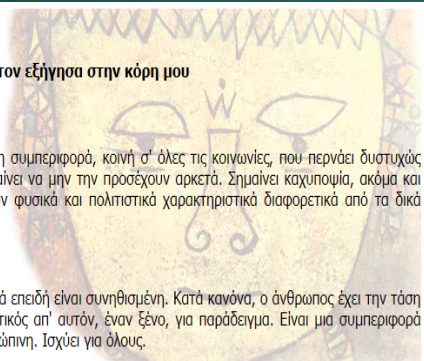 τον εξήγησα στην κόρη μου
η συμπεριφορά, κοινή σ' όλες τις κοινωνίες, που περνάει δυστυχώς
αίνει να μην την προσέχουν αρκετά. Σημαίνει καχυποψία, ακόμα και
ν φυσικά και πολιτιστικά χαρακτηριστικά διαφορετικά από τα δικά
ά επειδή είναι συνηθισμένη. Κατά κανόνα, ο άνθρωπος έχει την τάση
τικός απ' αυτόν, έναν ξένο, για παράδειγμα. Είναι μια συμπεριφορά
ώπινη. Ισχύει για όλους.